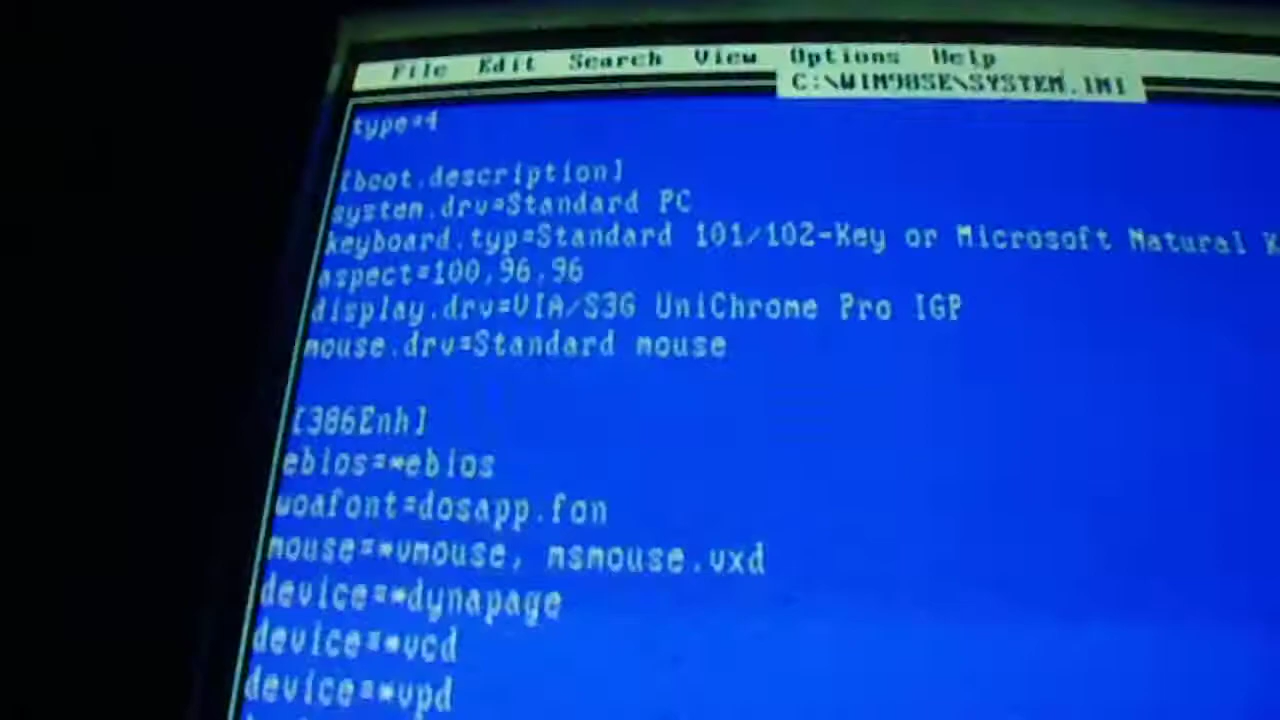 File Edit Search View Options Help
C:\WIN98SE\SYSTEM.INI
type=4
[boot.description]
system.drv=Standard PC
keyboard.typ=Standard 101/102-Key or Microsoft Natural K
aspect=100,96,96
display.drv=VIA/S3G UniChrome Pro IGP
mouse.drv=Standard mouse
[386Enh]
ebios=*ebios
woafont=dosapp.fon
mouse=*vmouse, msmouse.vxd
device=*dynapage
device=*vcd
device=*vpd